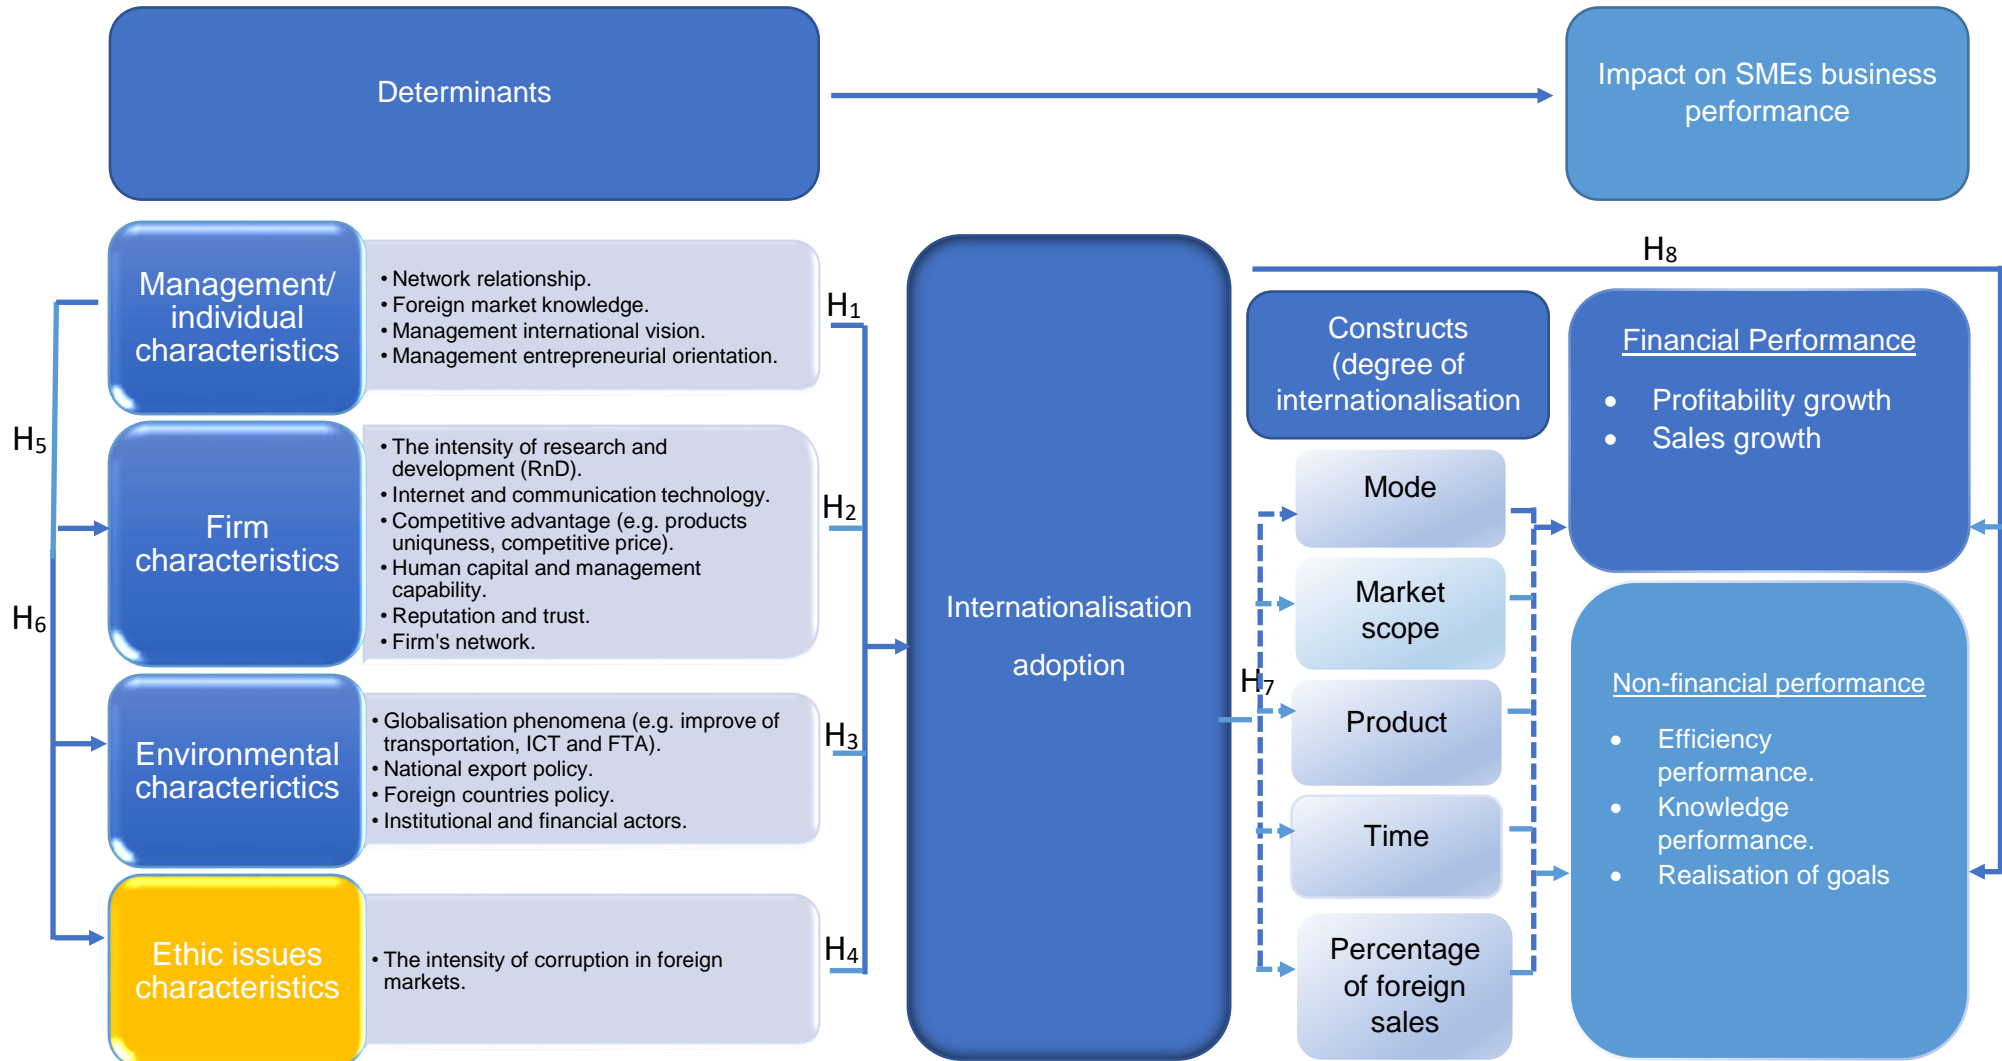 Determinants
Impact on SMEs business
performance
Management/
individual
characteristics
• Network relationship.
• Foreign market knowledge.
• Management international vision.
• Management entrepreneurial orientation.
H1
H5
Firm
characteristics
• The intensity of research and
development (RnD).
• Internet and communication technology.
• Competitive advantage (e.g. products
uniquness, competitive price).
• Human capital and management
capability.
• Reputation and trust.
• Firm's network.
H2
H6
Environmental
characterictics
• Globalisation phenomena (e.g. improve of
transportation, ICT and FTA).
• National export policy.
• Foreign countries policy.
• Institutional and financial actors.
H3
Ethic issues
characteristics
• The intensity of corruption in foreign
markets.
H4
Internationalisation
adoption
H7
H8
Constructs
(degree of
internationalisation
Mode
Market
scope
Product
Time
Percentage
of foreign
sales
Financial Performance
• Profitability growth
• Sales growth
Non-financial performance
• Efficiency
performance.
• Knowledge
performance.
• Realisation of goals